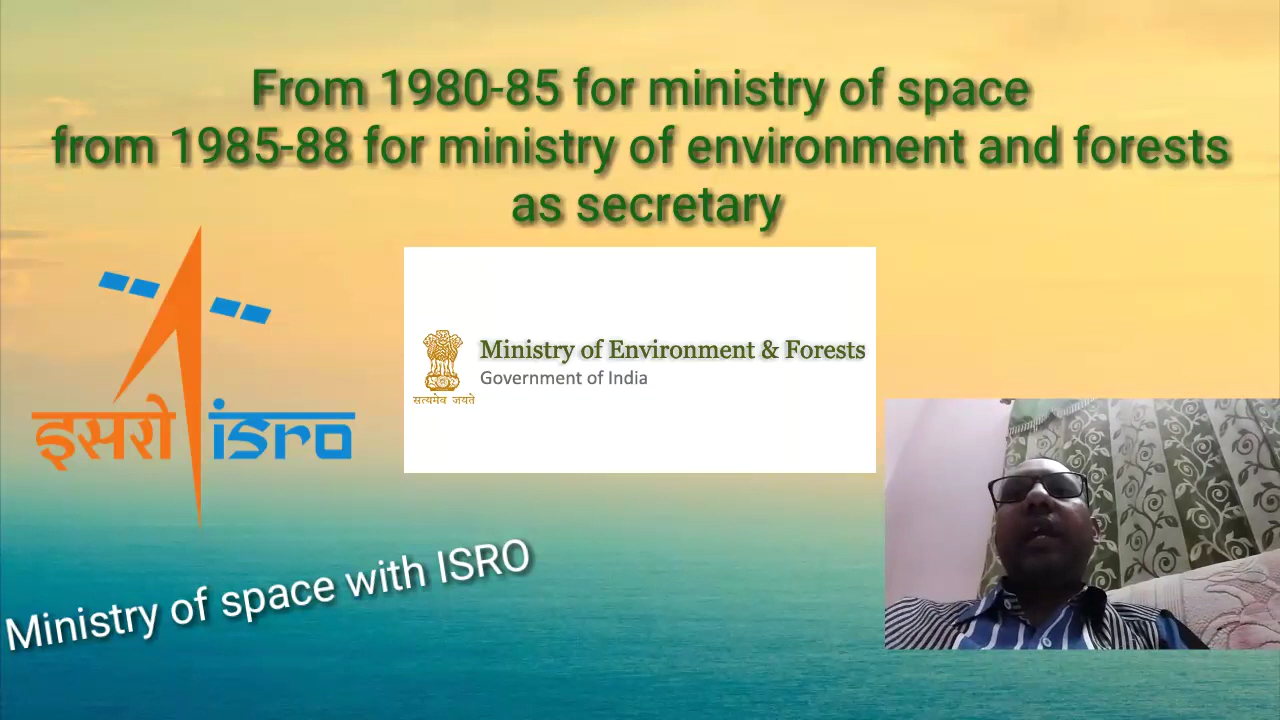 From 1980-85 for ministry of space
from 1985-88 for ministry of environment and forests
as secretary
इसरो isro
Ministry of Environment & Forests
Government of India
सत्यमेव जयते
Ministry of space with ISRO